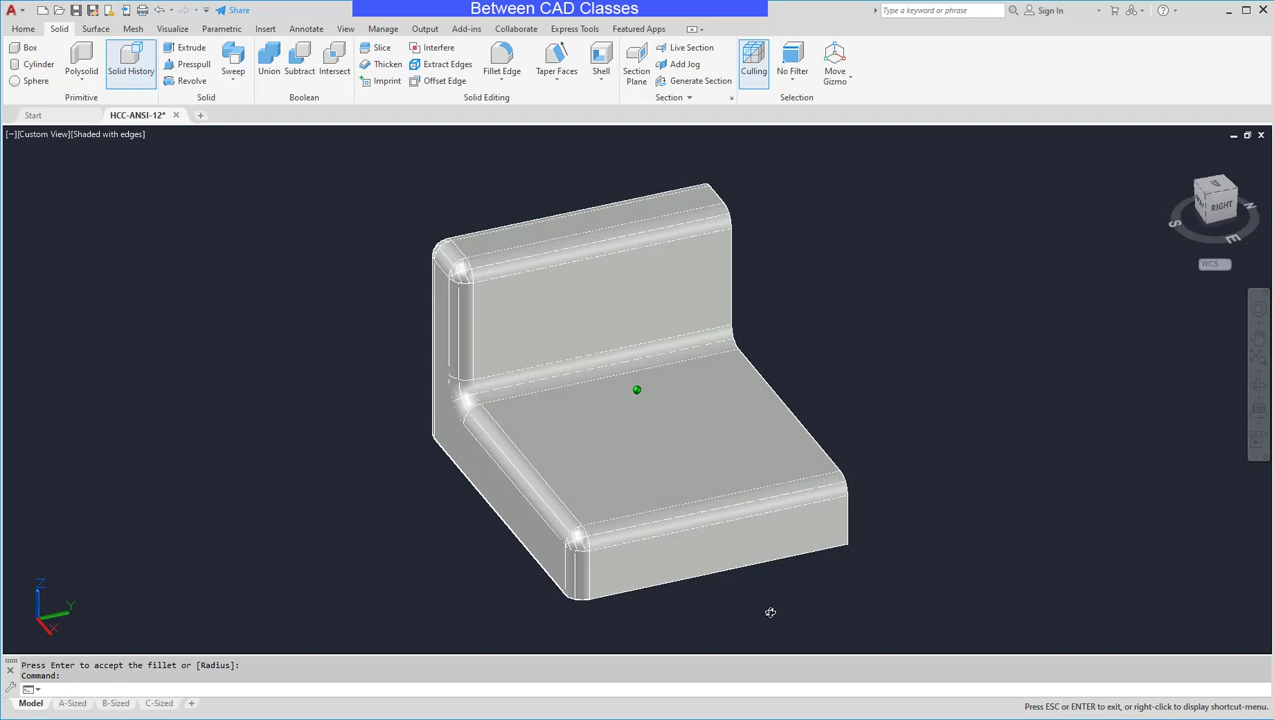 Share
Between CAD Classes
Type a keyword or phrase
Sign In
Home Solid Surface Mesh Visualize Parametric Insert Annotate View Manage Output Add-ins Collaborate Express Tools Featured Apps
Box
Cylinder
Sphere
Polysolid
Solid History
Primitive
Extrude
Presspull
Revolve
Sweep
Solid
Union
Subtract
Intersect
Boolean
Slice
Thicken
Imprint
Interfere
Extract Edges
Offset Edge
Fillet Edge
Taper Faces
Shell
Solid Editing
Section
Plane
Live Section
Add Jog
Generate Section
Section
Culling
No Filter
Move
Gizmo
Selection
Start
HCC-ANSI-12*
[−][Custom View][Shaded with edges]
RIGHT
N
S
E
WCS
Z
Y
X
Press Enter to accept the fillet or [Radius]:
Command:
Model A-Sized B-Sized C-Sized
Press ESC or ENTER to exit, or right-click to display shortcut-menu.